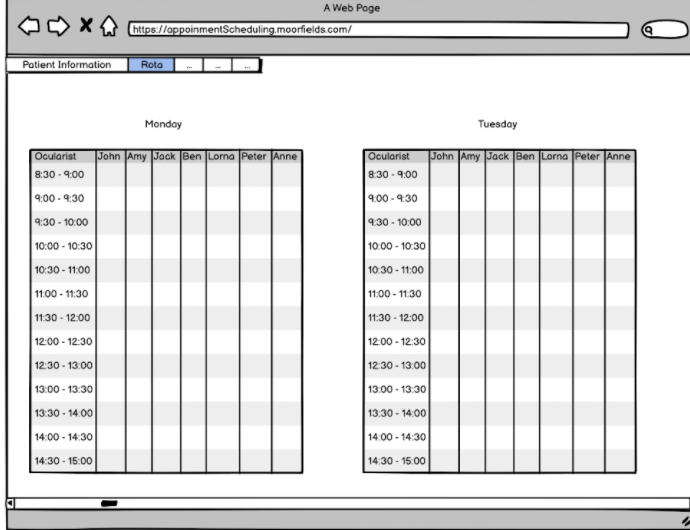 A Web Page
https://appoinmentScheduling.moorfields.com/
Patient Information Rota ... ... ...
Monday
Ocularist John Amy Jack Ben Lorna Peter Anne
8:30 - 9:00
9:00 - 9:30
9:30 - 10:00
10:00 - 10:30
10:30 - 11:00
11:00 - 11:30
11:30 - 12:00
12:00 - 12:30
12:30 - 13:00
13:00 - 13:30
13:30 - 14:00
14:00 - 14:30
14:30 - 15:00
Tuesday
Ocularist John Amy Jack Ben Lorna Peter Anne
8:30 - 9:00
9:00 - 9:30
9:30 - 10:00
10:00 - 10:30
10:30 - 11:00
11:00 - 11:30
11:30 - 12:00
12:00 - 12:30
12:30 - 13:00
13:00 - 13:30
13:30 - 14:00
14:00 - 14:30
14:30 - 15:00